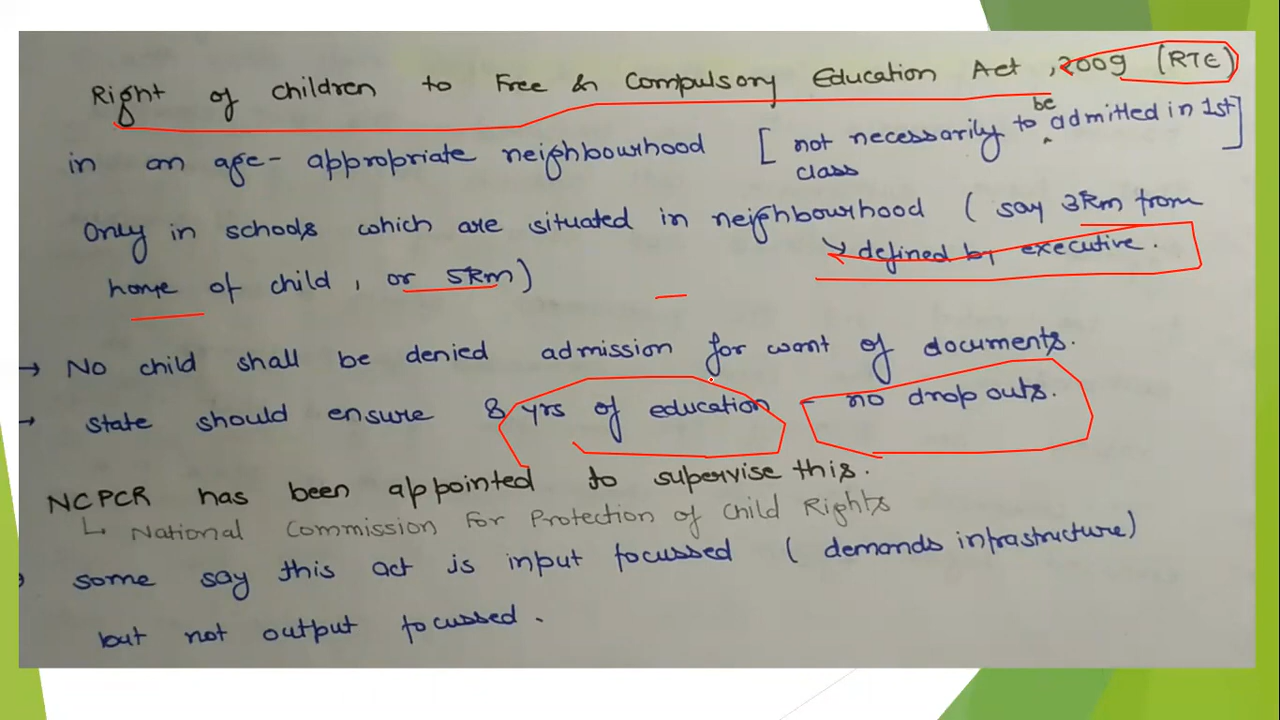 Right of children to Free & Compulsory Education Act, 2009 (RTE)
in an age-appropriate neighbourhood [not necessarily to be admitted in 1st]
class
Only in schools which are situated in neighbourhood (say 3km from
→ defined by executive.
home of child, or 5km)
→ No child shall be denied admission for want of documents.
→ state should ensure 8 yrs of education - no drop outs.
NCPCR has been appointed to supervise this.
↳ National Commission For Protection of Child Rights
some say this act is input focussed (demands infrastructure)
but not output focussed.